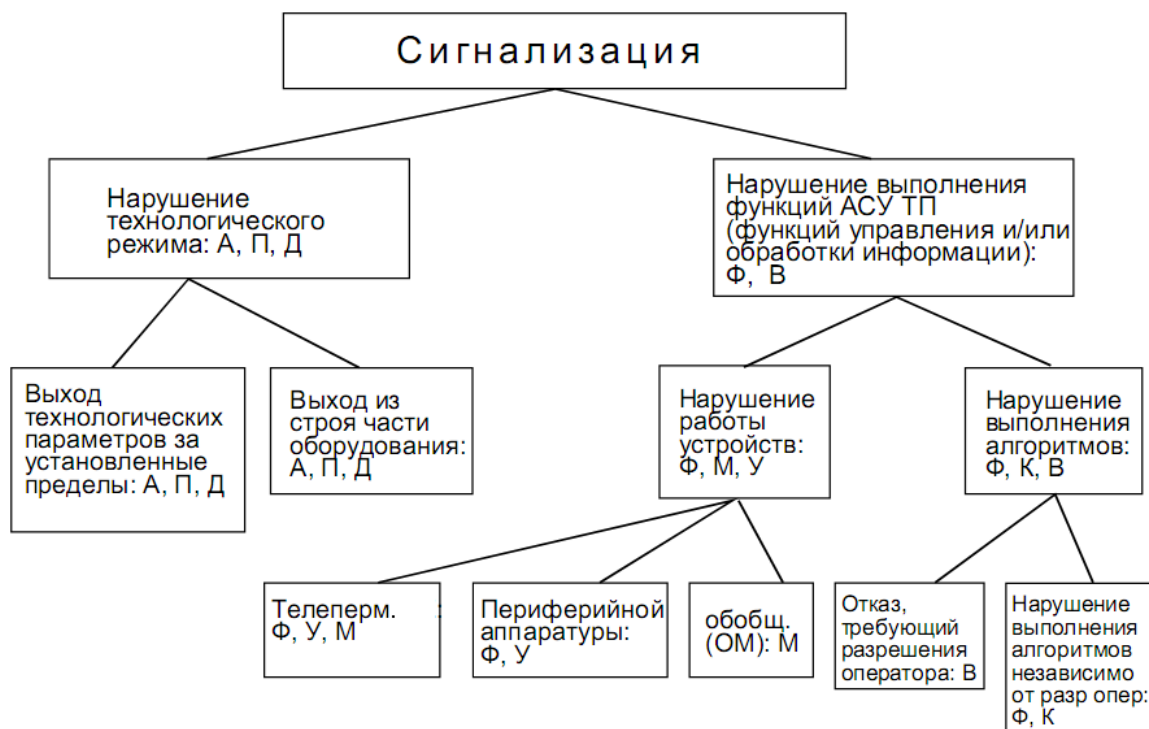 Сигнализация
Нарушение
технологического
режима: А, П, Д
Нарушение выполнения
функций АСУ ТП
(функций управления и/или
обработки информации):
Ф, В
Выход
технологических
параметров за
установленные
пределы: А, П, Д
Выход из
строя части
оборудования:
А, П, Д
Нарушение
работы
устройств:
Ф, М, У
Нарушение
выполнения
алгоритмов:
Ф, К, В
Телеперм. :
Ф, У, М
Периферийной
аппаратуры:
Ф, У
обобщ.
(ОМ): М
Отказ,
требующий
разрешения
оператора: В
Нарушение
выполнения
алгоритмов
независимо
от разр опер:
Ф, К